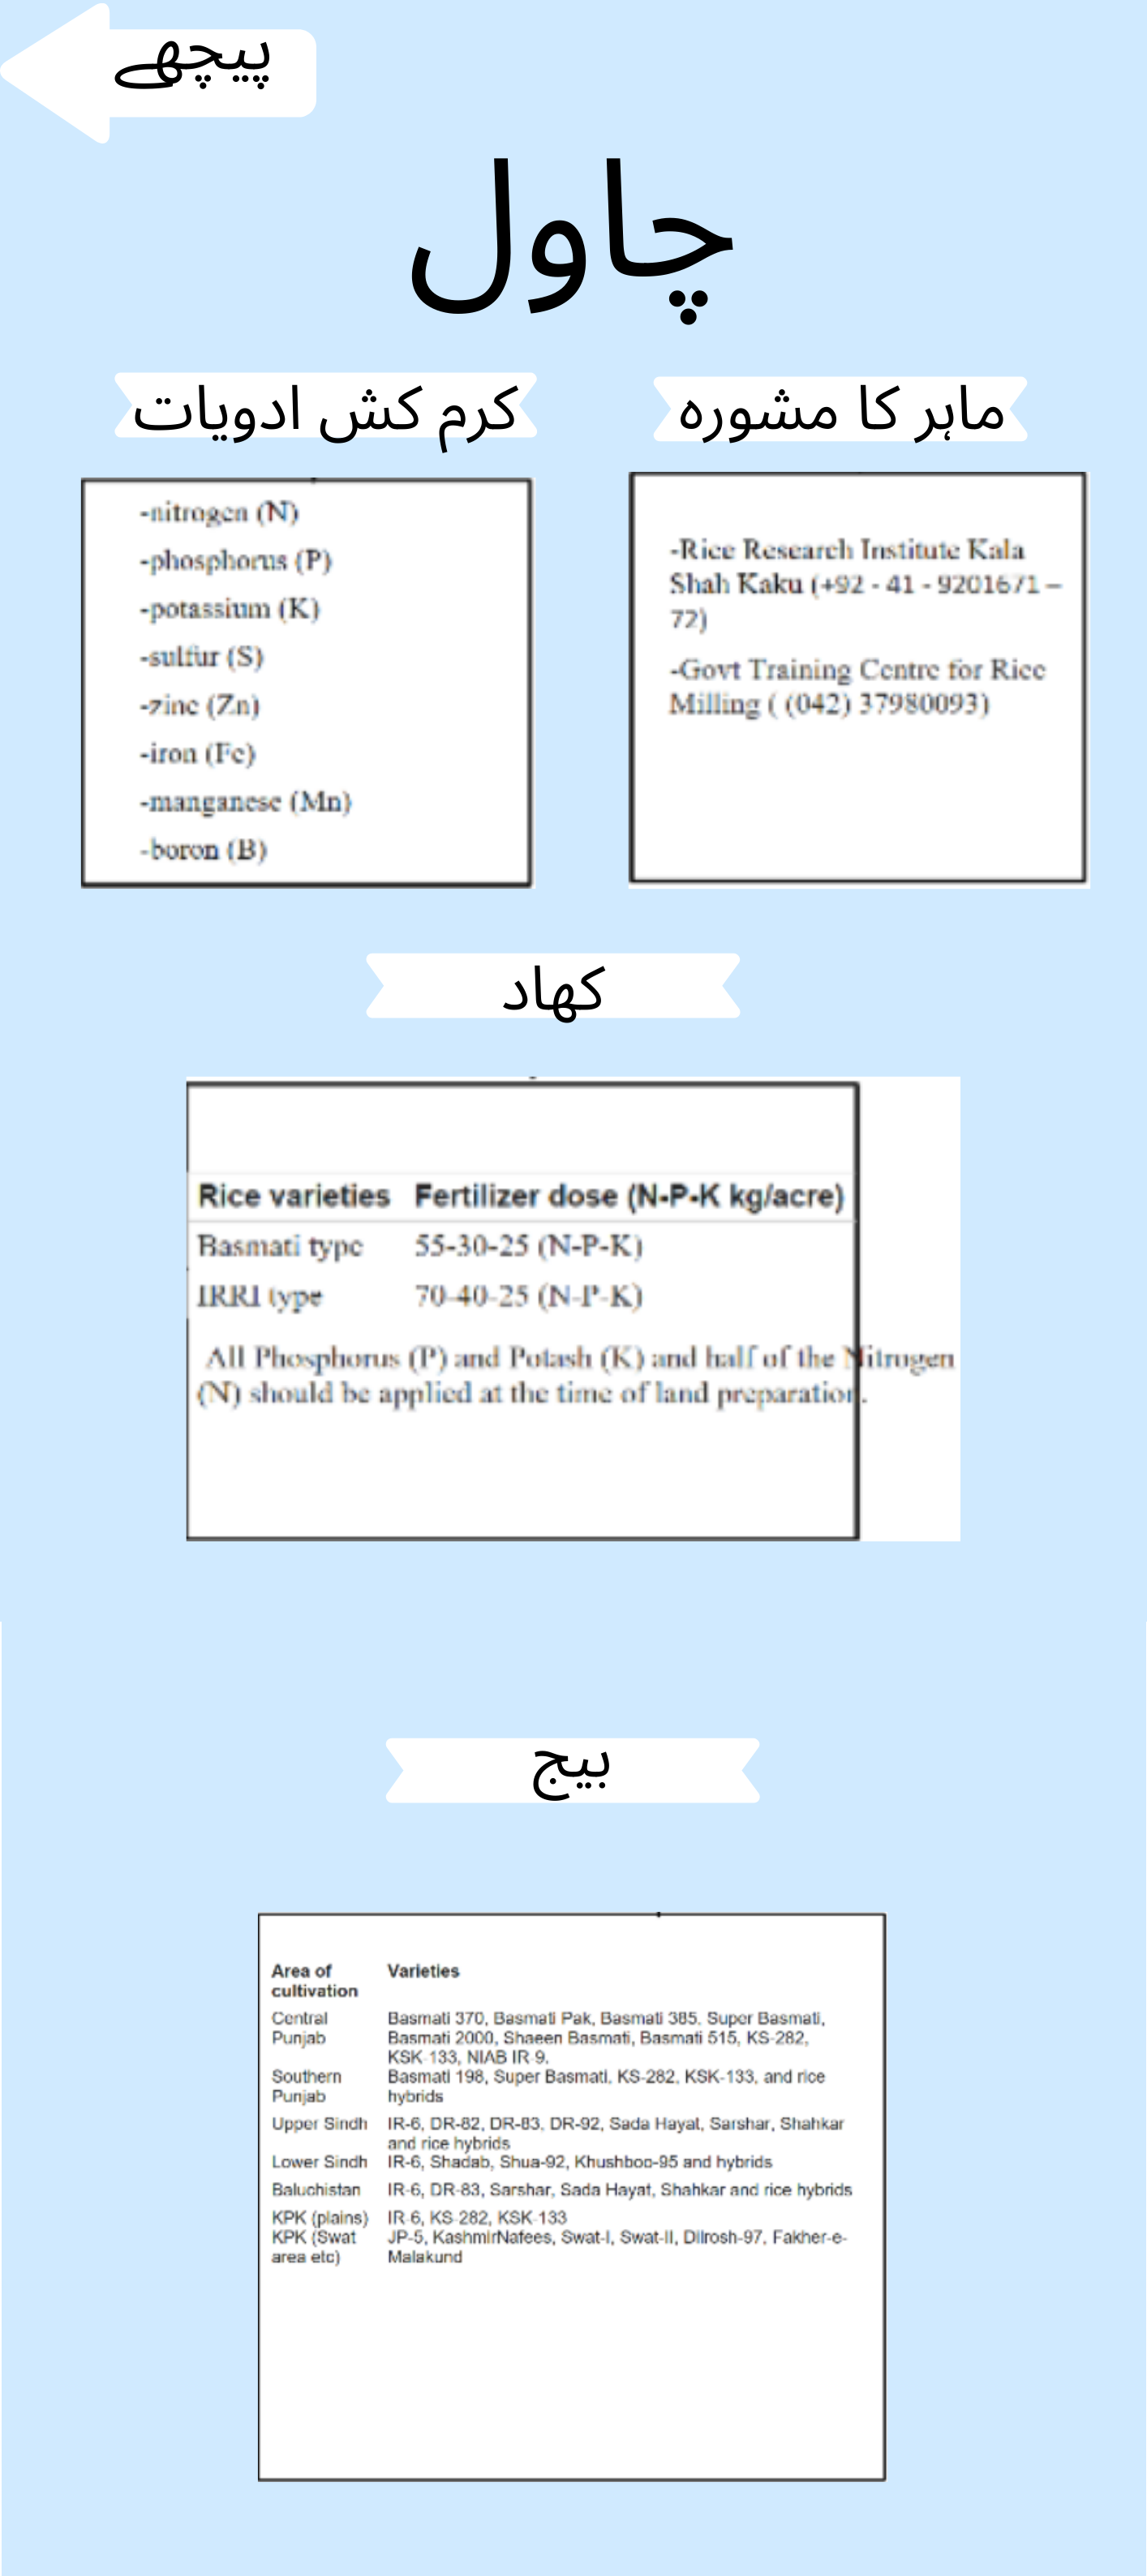 پیچھے
چاول
ماہر کا مشورہ
-Rice Research Institute Kala
Shah Kaku (+92 - 41 - 9201671 –
72)
-Govt Training Centre for Rice
Milling ( (042) 37980093)
کرم کش ادویات
-nitrogen (N)
-phosphorus (P)
-potassium (K)
-sulfur (S)
-zinc (Zn)
-iron (Fe)
-manganese (Mn)
-boron (B)
کھاد
Rice varieties Fertilizer dose (N-P-K kg/acre)
Basmati type 55-30-25 (N-P-K)
IRRI type 70-40-25 (N-P-K)
All Phosphorus (P) and Potash (K) and half of the Nitrogen
(N) should be applied at the time of land preparation.
بیج
Area of cultivation Varieties
Central Punjab Basmati 370, Basmati Pak, Basmati 385, Super Basmati,
Basmati 2000, Shaeen Basmati, Basmati 515, KS-282,
KSK-133, NIAB IR-9,
Southern Punjab Basmati 198, Super Basmati, KS-282, KSK-133, and rice
hybrids
Upper Sindh IR-6, DR-82, DR-83, DR-92, Sada Hayat, Sarshar, Shahkar
and rice hybrids
Lower Sindh IR-6, Shadab, Shua-92, Khushboo-95 and hybrids
Baluchistan IR-6, DR-83, Sarshar, Sada Hayat, Shahkar and rice hybrids
KPK (plains) IR-6, KS-282, KSK-133
KPK (Swat area etc) JP-5, KashmirNafees, Swat-I, Swat-II, Dilrosh-97, Fakher-e-
Malakund